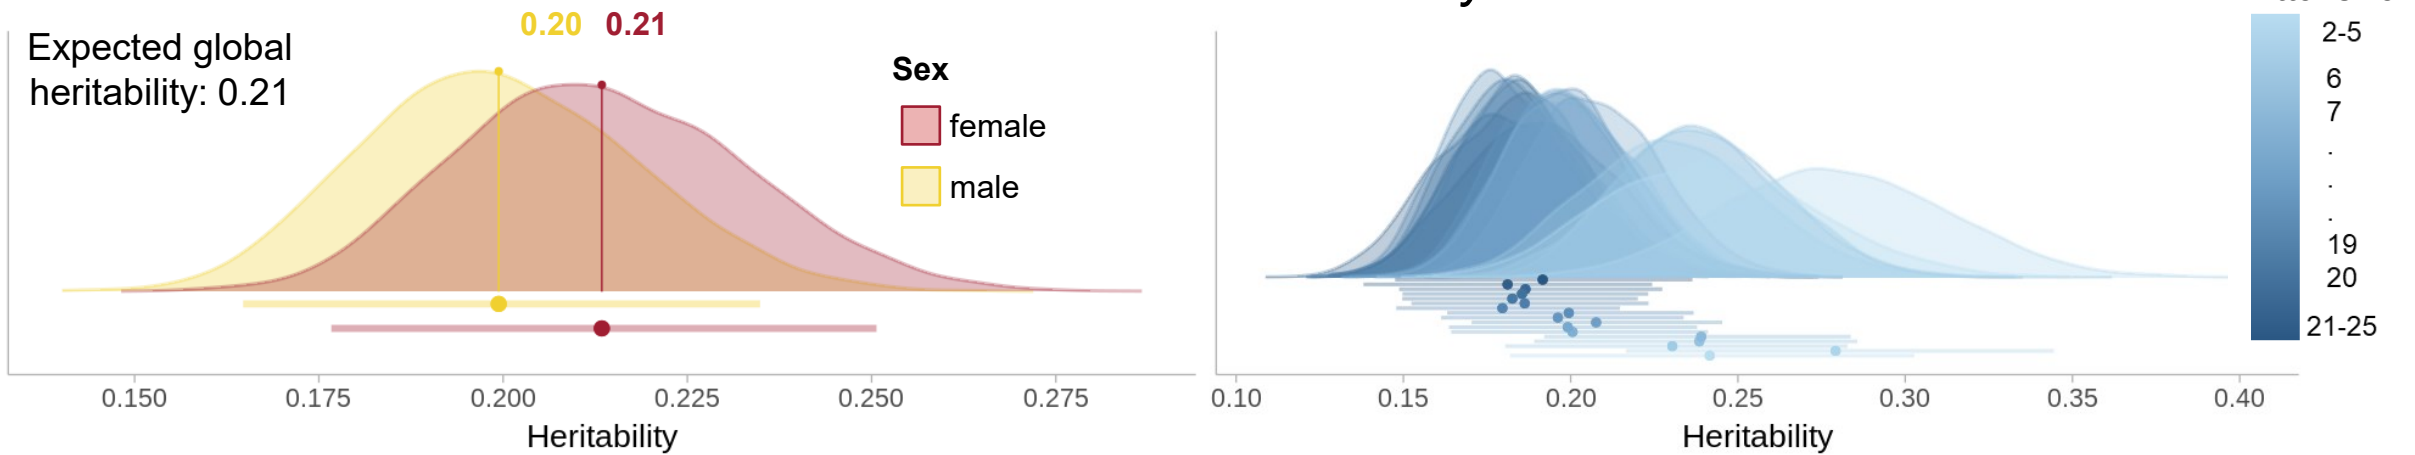 0.20 0.21
Expected global
heritability: 0.21
Sex
female
male
0.150 0.175 0.200 0.225 0.250 0.275
Heritability
2-5
6
7
.
.
.
19
20
21-25
0.10 0.15 0.20 0.25 0.30 0.35 0.40
Heritability